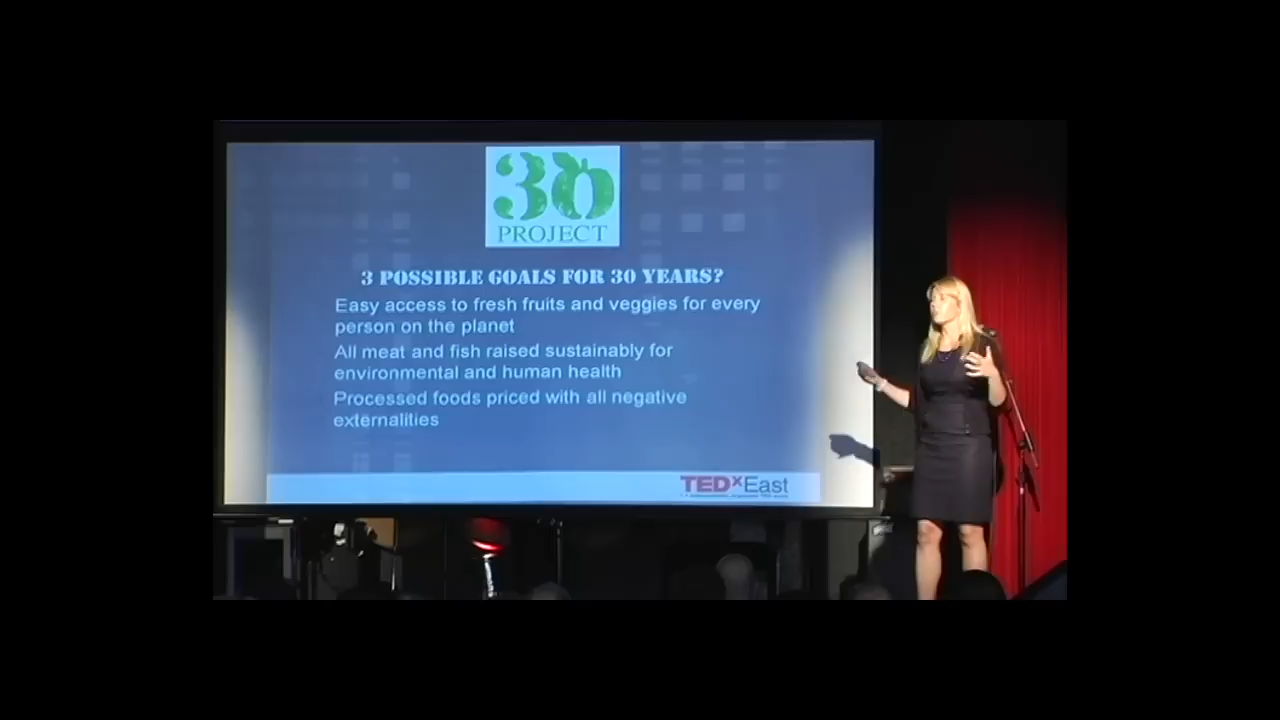 30
PROJECT
3 POSSIBLE GOALS FOR 30 YEARS?
Easy access to fresh fruits and veggies for every
person on the planet
All meat and fish raised sustainably for
environmental and human health
Processed foods priced with all negative
externalities
TEDxEast